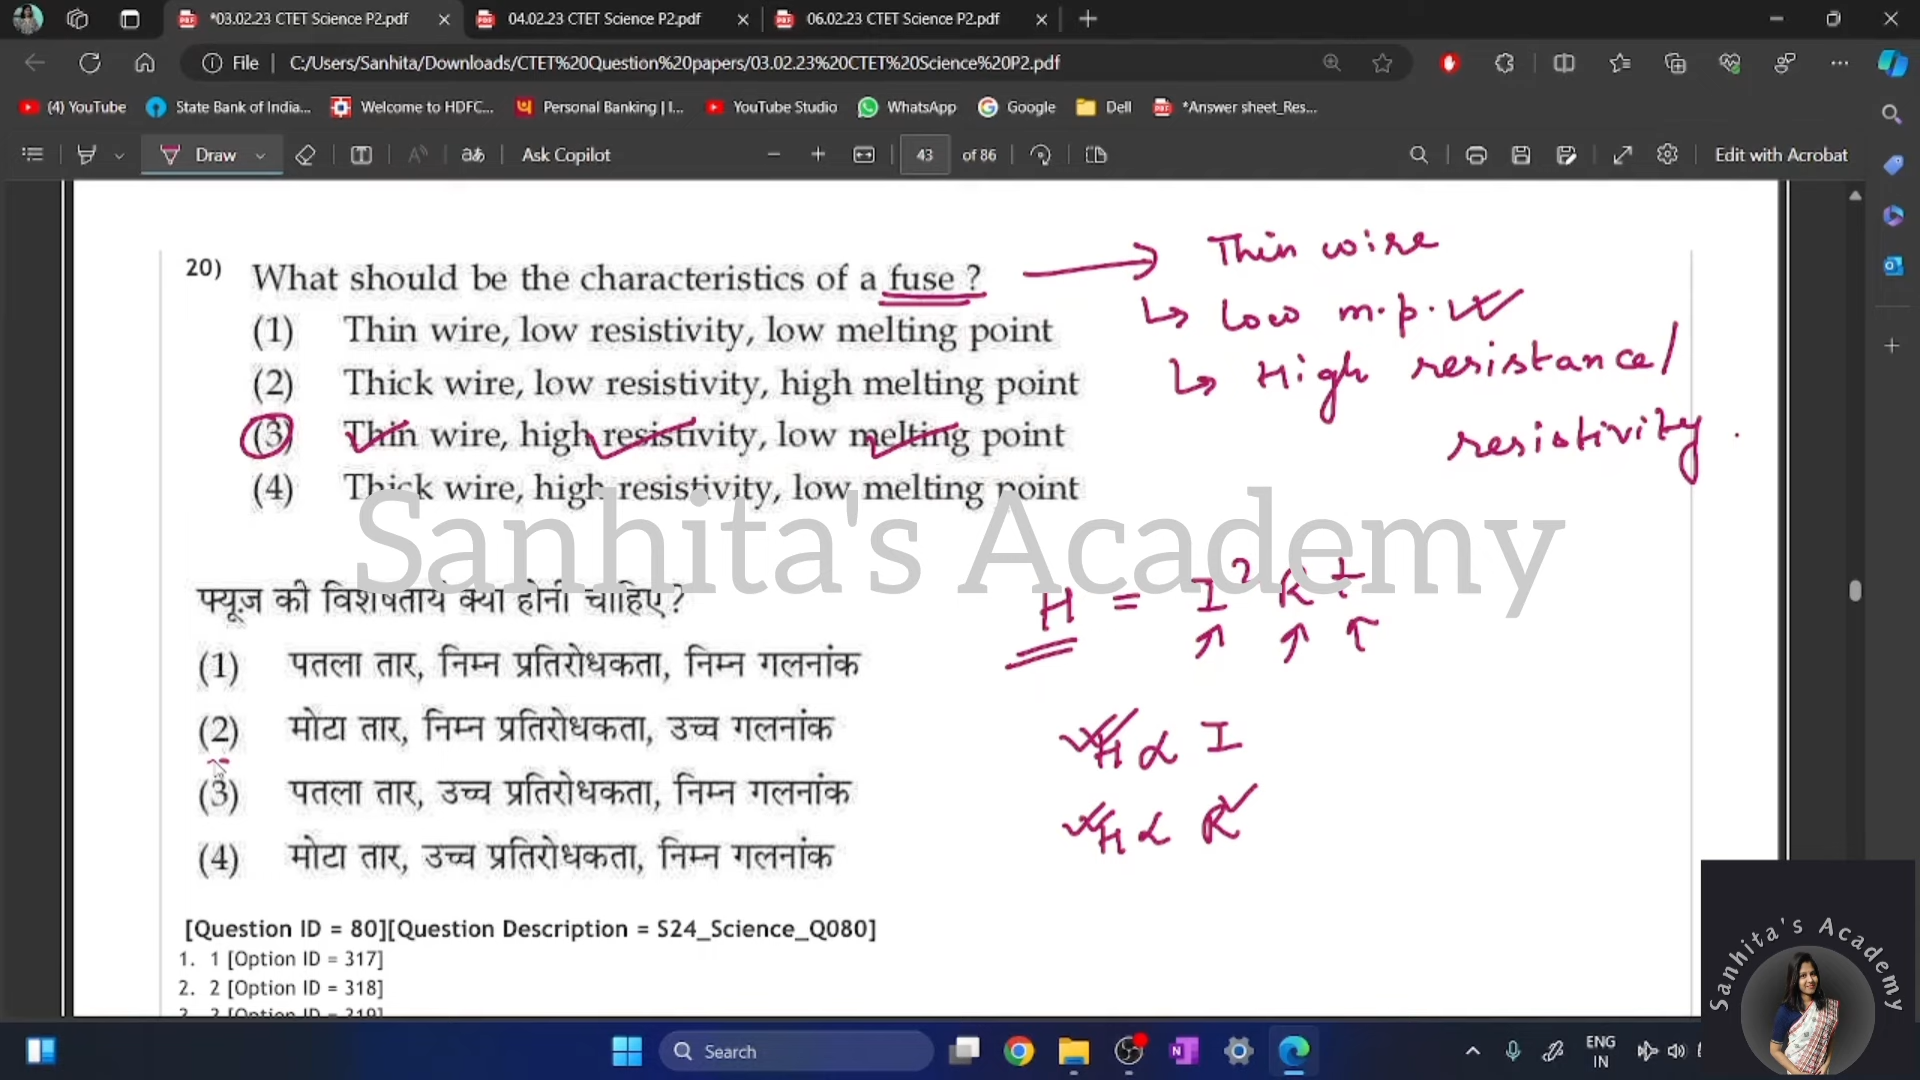 *03.02.23 CTET Science P2.pdf
04.02.23 CTET Science P2.pdf
06.02.23 CTET Science P2.pdf
File
C:/Users/Sanhita/Downloads/CTET%20Question%20papers/03.02.23%20CTET%20Science%20P2.pdf
(4) YouTube
State Bank of India...
Welcome to HDFC...
Personal Banking | I...
YouTube Studio
WhatsApp
Google
Dell
*Answer sheet_Res...
Draw
aあ
Ask Copilot
43 of 86
Edit with Acrobat
20) What should be the characteristics of a fuse ?
(1) Thin wire, low resistivity, low melting point
(2) Thick wire, low resistivity, high melting point
(3) Thin wire, high resistivity, low melting point
(4) Thick wire, high resistivity, low melting point
Thin wire
Low m.p.
High resistance/
resistivity.
Sanhita's Academy
फ्यूज़ की विशेषतायें क्या होनी चाहिए?
(1) पतला तार, निम्न प्रतिरोधकता, निम्न गलनांक
(2) मोटा तार, निम्न प्रतिरोधकता, उच्च गलनांक
(3) पतला तार, उच्च प्रतिरोधकता, निम्न गलनांक
(4) मोटा तार, उच्च प्रतिरोधकता, निम्न गलनांक
H = I² R t
H ∝ I
H ∝ R
[Question ID = 80][Question Description = S24_Science_Q080]
1. 1 [Option ID = 317]
2. 2 [Option ID = 318]
3. 3 [Option ID = 319]
Sanhita's Academy
Search
ENG
IN